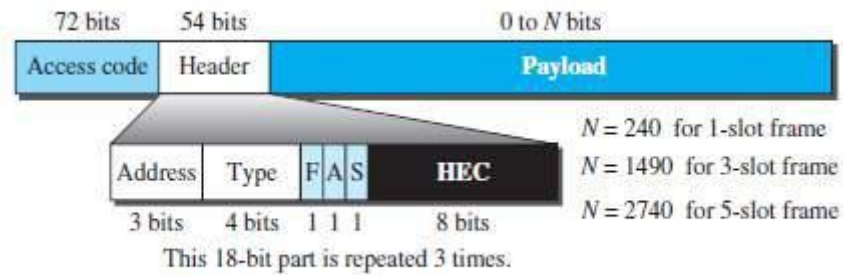 72 bits 54 bits 0 to N bits
Access code Header Payload
N = 240 for 1-slot frame
Address Type F A S HEC
N = 1490 for 3-slot frame
3 bits 4 bits 1 1 1 8 bits
N = 2740 for 5-slot frame
This 18-bit part is repeated 3 times.